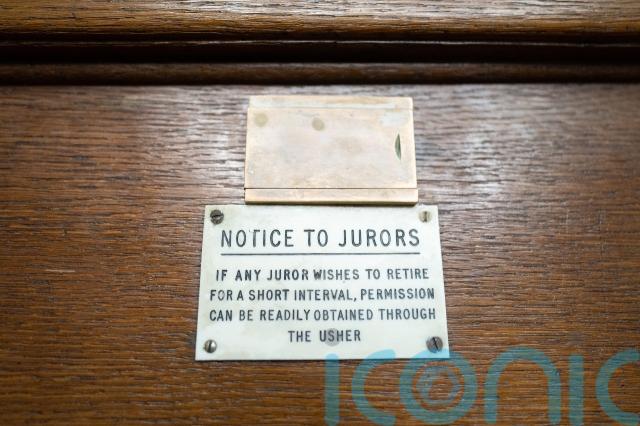 NOTICE TO JURORS
IF ANY JUROR WISHES TO RETIRE
FOR A SHORT INTERVAL, PERMISSION
CAN BE READILY OBTAINED THROUGH
THE USHER
iconic